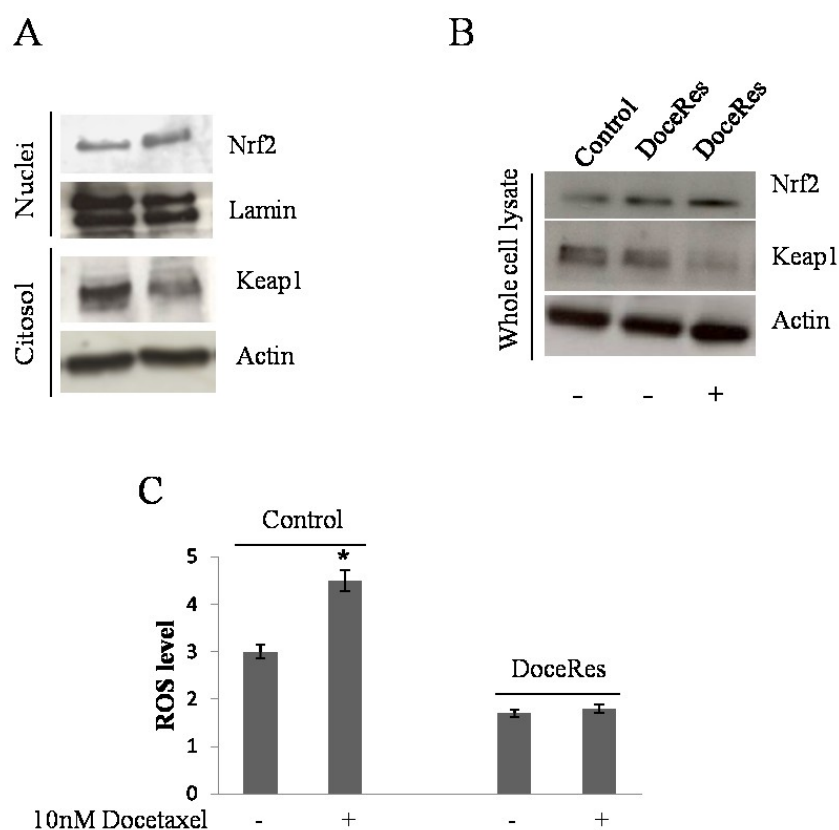 A
B
Nuclei
Nrf2
Lamin
Citosol
Keap1
Actin
Control
DoceRes
DoceRes
Whole cell lysate
Nrf2
Keap1
Actin
- - +
C
Control
DoceRes
*
ROS level
5
4
3
2
1
0
10nM Docetaxel - + - +